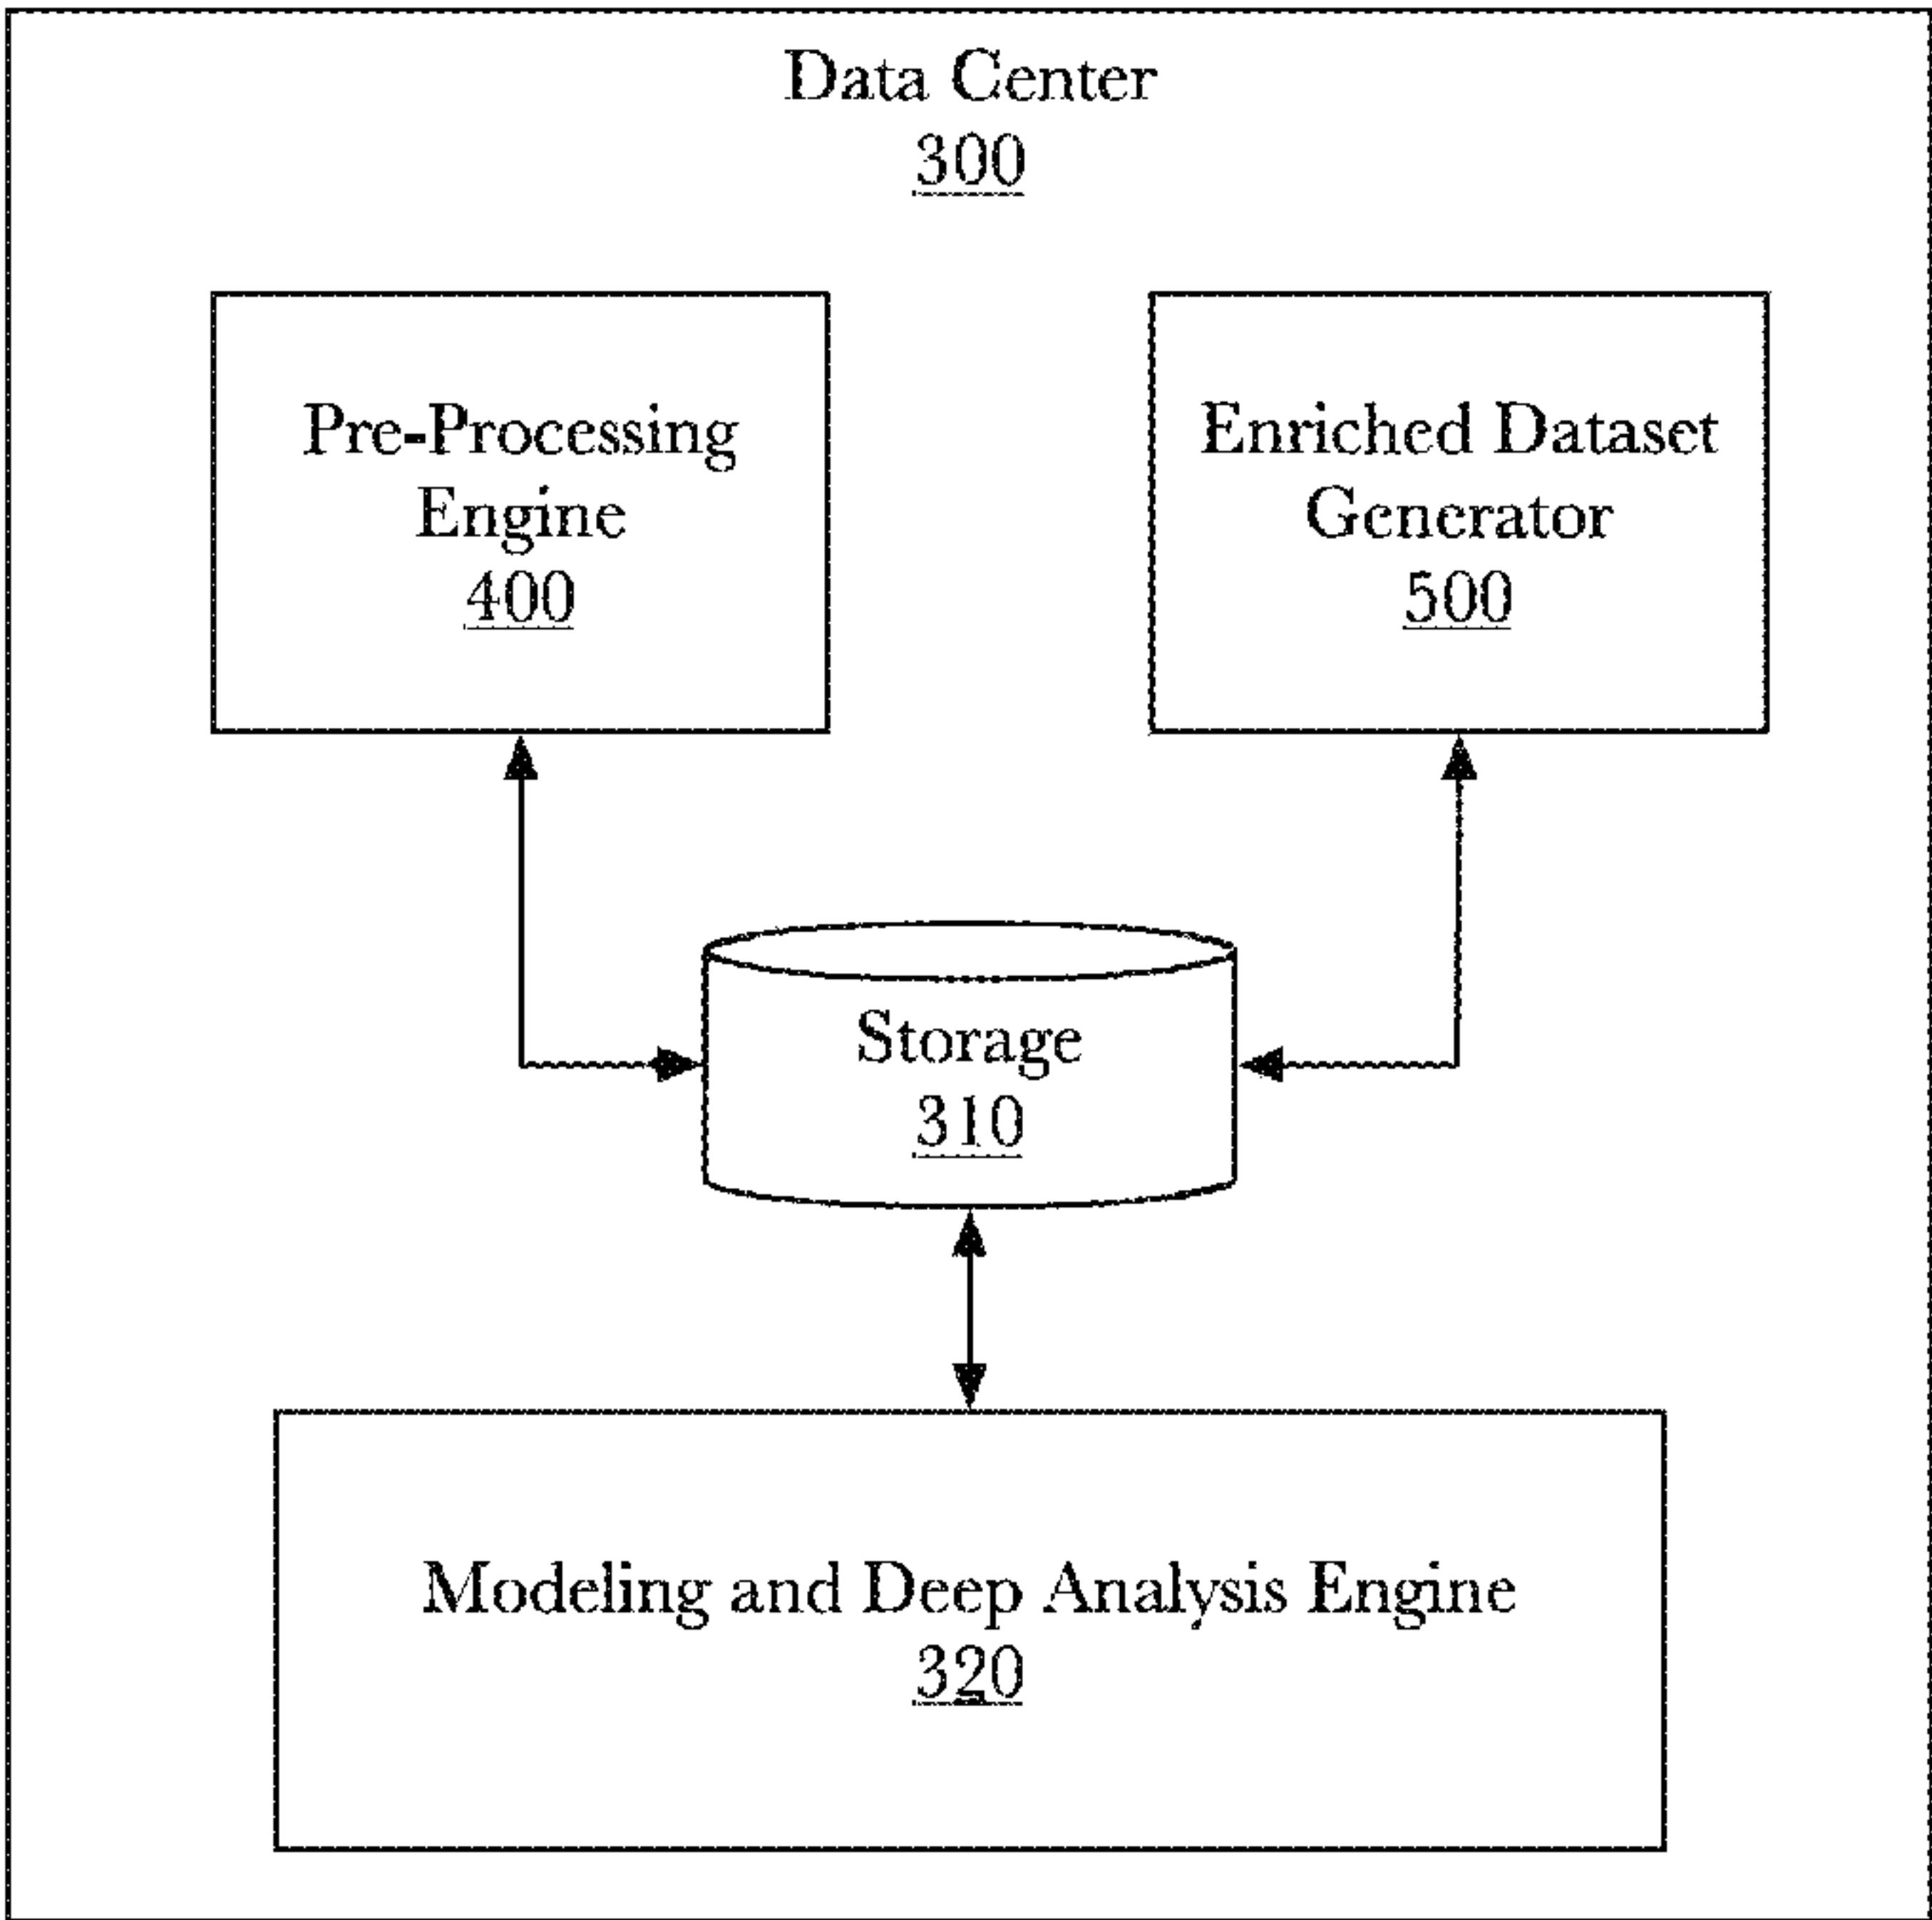 Data Center
300
Pre-Processing
Engine
400
Enriched Dataset
Generator
500
Storage
310
Modeling and Deep Analysis Engine
320